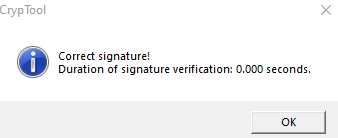 CrypTool
Correct signature!
Duration of signature verification: 0.000 seconds.
OK